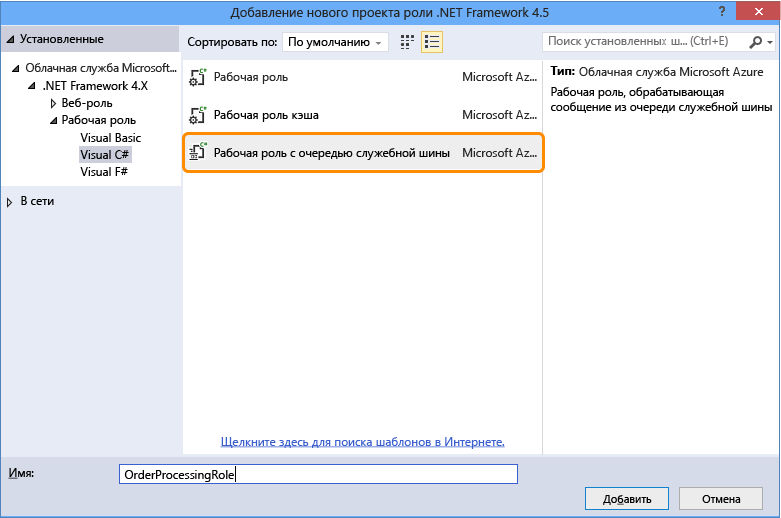 Добавление нового проекта роли .NET Framework 4.5
?
Установленные
Сортировать по: По умолчанию
Поиск установленных ш... (Ctrl+E)
Облачная служба Microsoft...
.NET Framework 4.X
Веб-роль
Рабочая роль
Visual Basic
Visual C#
Visual F#
В сети
C# Рабочая роль Microsoft Az...
C# Рабочая роль кэша Microsoft Az...
C# Рабочая роль с очередью служебной шины Microsoft Az...
Щелкните здесь для поиска шаблонов в Интернете.
Тип: Облачная служба Microsoft Azure
Рабочая роль, обрабатывающая
сообщение из очереди служебной шины
Имя: OrderProcessingRole
Добавить Отмена